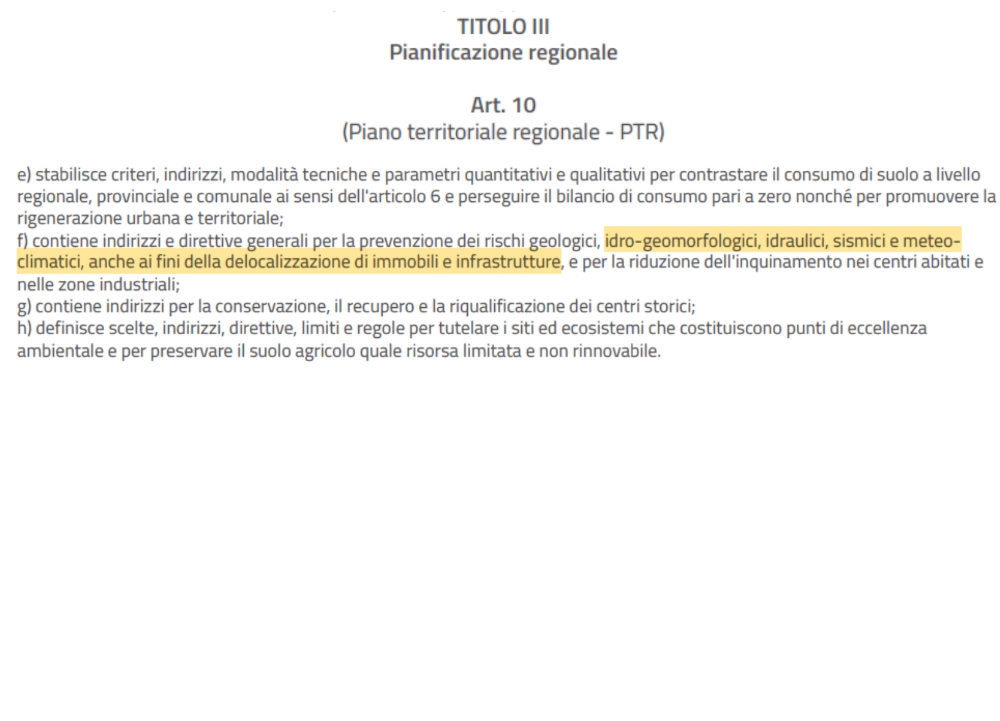 TITOLO III
Pianificazione regionale
Art. 10
(Piano territoriale regionale - PTR)
e) stabilisce criteri, indirizzi, modalità tecniche e parametri quantitativi e qualitativi per contrastare il consumo di suolo a livello
regionale, provinciale e comunale ai sensi dell'articolo 6 e perseguire il bilancio di consumo pari a zero nonché per promuovere la
rigenerazione urbana e territoriale;
f) contiene indirizzi e direttive generali per la prevenzione dei rischi geologici, idro-geomorfologici, idraulici, sismici e meteo-
climatici, anche ai fini della delocalizzazione di immobili e infrastrutture, e per la riduzione dell'inquinamento nei centri abitati e
nelle zone industriali;
g) contiene indirizzi per la conservazione, il recupero e la riqualificazione dei centri storici;
h) definisce scelte, indirizzi, direttive, limiti e regole per tutelare i siti ed ecosistemi che costituiscono punti di eccellenza
ambientale e per preservare il suolo agricolo quale risorsa limitata e non rinnovabile.